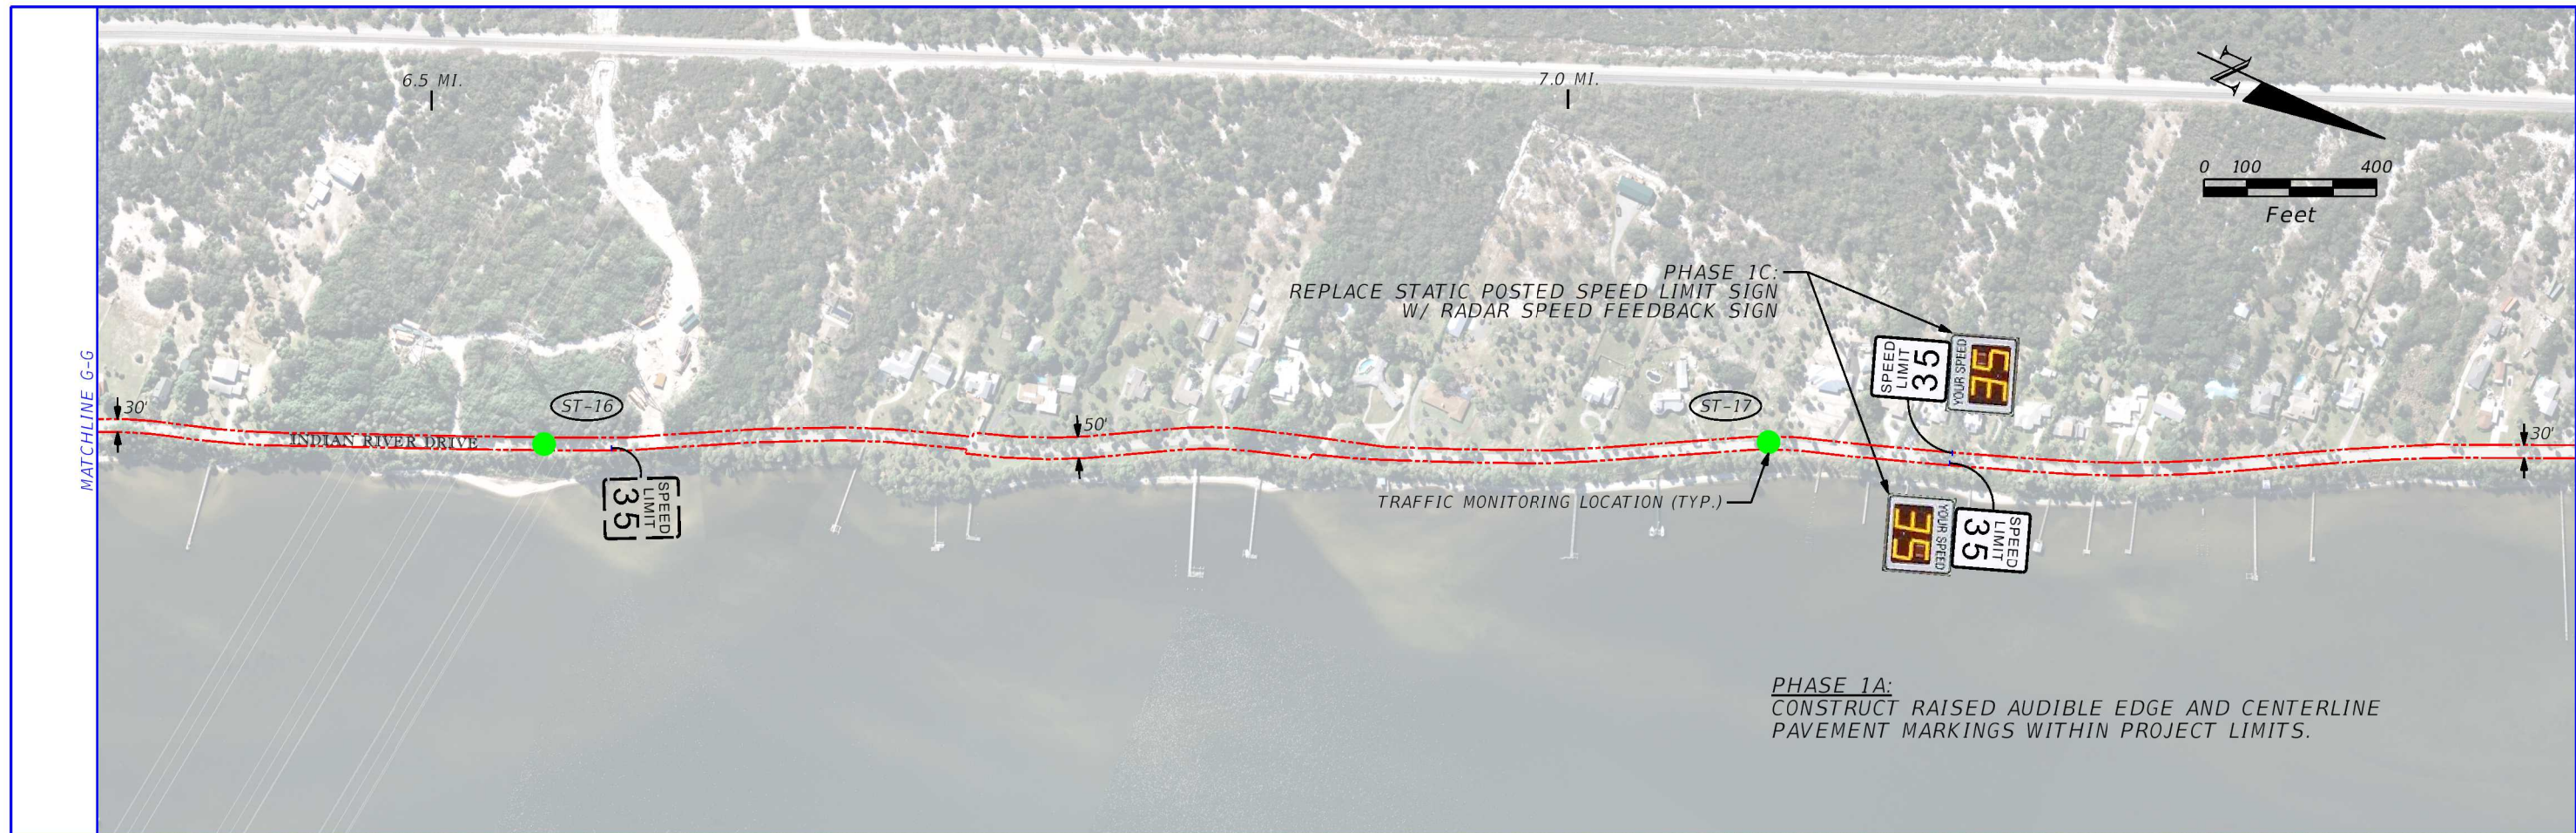 6.5 MI.
7.0 MI.
N
0 100 400
Feet
PHASE 1C:
REPLACE STATIC POSTED SPEED LIMIT SIGN
W/ RADAR SPEED FEEDBACK SIGN
SPEED
LIMIT
35
YOUR SPEED
35
MATCHLINE G-G
30'
ST-16
INDIAN RIVER DRIVE
50'
ST-17
30'
SPEED
LIMIT
35
TRAFFIC MONITORING LOCATION (TYP.)
YOUR SPEED
35
SPEED
LIMIT
35
PHASE 1A:
CONSTRUCT RAISED AUDIBLE EDGE AND CENTERLINE
PAVEMENT MARKINGS WITHIN PROJECT LIMITS.